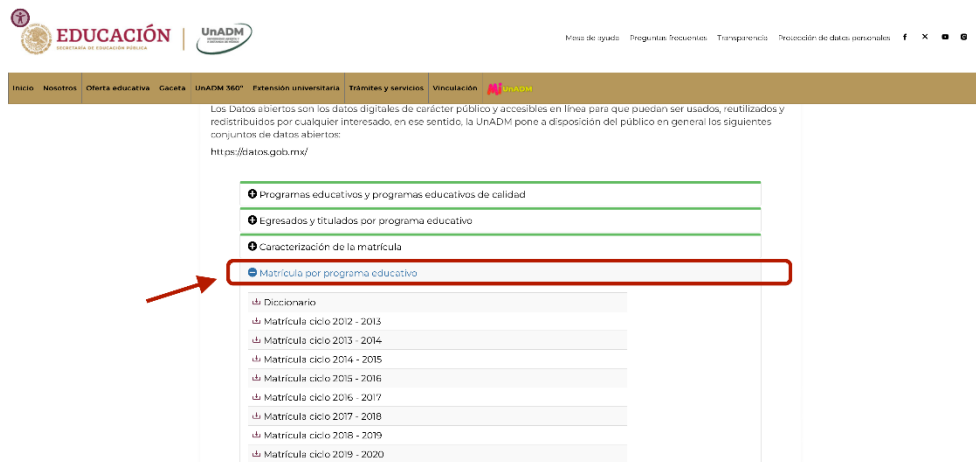 EDUCACIÓN
SECRETARÍA DE EDUCACIÓN PÚBLICA
UnADM
Mesa de ayuda Preguntas frecuentes Transparencia Protección de datos personales
Inicio Nosotros Oferta educativa Gaceta UnADM 360° Extensión universitaria Trámites y servicios Vinculación Mi UnADM
Los Datos abiertos son los datos digitales de carácter público y accesibles en línea para que puedan ser usados, reutilizados y
redistribuidos por cualquier interesado, en ese sentido, la UnADM pone a disposición del público en general los siguientes
conjuntos de datos abiertos:
https://datos.gob.mx/
Programas educativos y programas educativos de calidad
Egresados y titulados por programa educativo
Caracterización de la matrícula
Matrícula por programa educativo
Diccionario
Matrícula ciclo 2012 - 2013
Matrícula ciclo 2013 - 2014
Matrícula ciclo 2014 - 2015
Matrícula ciclo 2015 - 2016
Matrícula ciclo 2016 - 2017
Matrícula ciclo 2017 - 2018
Matrícula ciclo 2018 - 2019
Matrícula ciclo 2019 - 2020